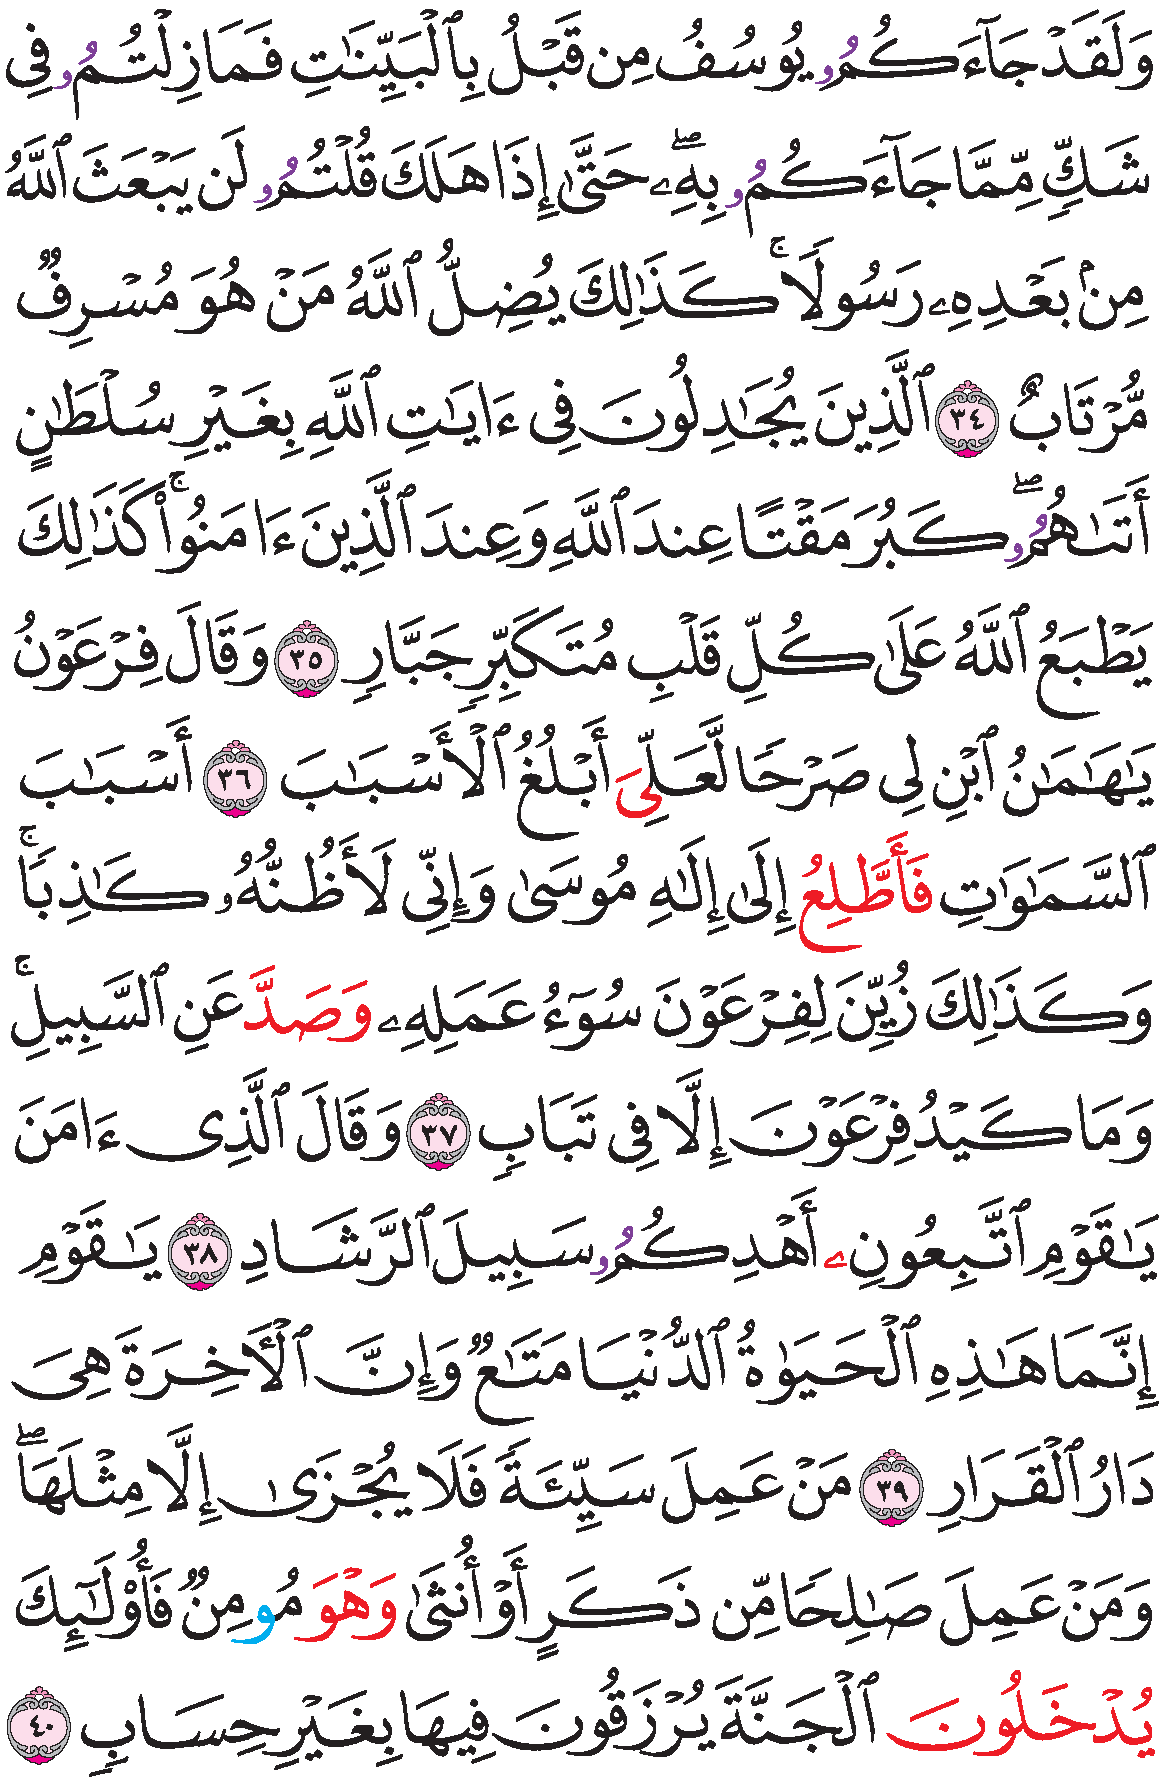 وَلَقَدْ جَآءَكُمُۥ يُوسُفُ مِن قَبْلُ بِٱلْبَيِّنَٰتِ فَمَا زِلْتُمُۥ فِى
شَكٍّ مِّمَّا جَآءَكُمُۥ بِهِۦۖ حَتَّىٰ إِذَا هَلَكَ قُلْتُمُۥ لَن يَبْعَثَ ٱللَّهُ
مِنۢ بَعْدِهِۦ رَسُولًاۚ كَذَٰلِكَ يُضِلُّ ٱللَّهُ مَنْ هُوَ مُسْرِفٌ
مُّرْتَابٌ ٣٤ ٱلَّذِينَ يُجَٰدِلُونَ فِى ءَايَٰتِ ٱللَّهِ بِغَيْرِ سُلْطَٰنٍ
أَتَىٰهُمُۥۖ كَبُرَ مَقْتًا عِندَ ٱللَّهِ وَعِندَ ٱلَّذِينَ ءَامَنُوا۟ۚ كَذَٰلِكَ
يَطْبَعُ ٱللَّهُ عَلَىٰ كُلِّ قَلْبِ مُتَكَبِّرٍ جَبَّارٍ ٣٥ وَقَالَ فِرْعَوْنُ
يَٰهَٰمَٰنُ ٱبْنِ لِى صَرْحًا لَّعَلِّىَ أَبْلُغُ ٱلْأَسْبَٰبَ ٣٦ أَسْبَٰبَ
ٱلسَّمَٰوَٰتِ فَأَطَّلِعُ إِلَىٰ إِلَٰهِ مُوسَىٰ وَإِنِّى لَأَظُنُّهُۥ كَٰذِبًاۚ
وَكَذَٰلِكَ زُيِّنَ لِفِرْعَوْنَ سُوٓءُ عَمَلِهِۦ وَصَدَّ عَنِ ٱلسَّبِيلِۚ
وَمَا كَيْدُ فِرْعَوْنَ إِلَّا فِى تَبَابٍ ٣٧ وَقَالَ ٱلَّذِى ءَامَنَ
يَٰقَوْمِ ٱتَّبِعُونِۦ أَهْدِكُمُۥ سَبِيلَ ٱلرَّشَادِ ٣٨ يَٰقَوْمِ
إِنَّمَا هَٰذِهِ ٱلْحَيَوٰةُ ٱلدُّنْيَا مَتَٰعٌ وَإِنَّ ٱلْأَخِرَةَ هِىَ
دَارُ ٱلْقَرَارِ ٣٩ مَنْ عَمِلَ سَيِّئَةً فَلَا يُجْزَىٰ إِلَّا مِثْلَهَاۖ
وَمَنْ عَمِلَ صَٰلِحًا مِّن ذَكَرٍ أَوْ أُنثَىٰ وَهْوَ مُومِنٌ فَأُو۟لَٰٓئِكَ
يُدْخَلُونَ ٱلْجَنَّةَ يُرْزَقُونَ فِيهَا بِغَيْرِ حِسَابٍ ٤٠